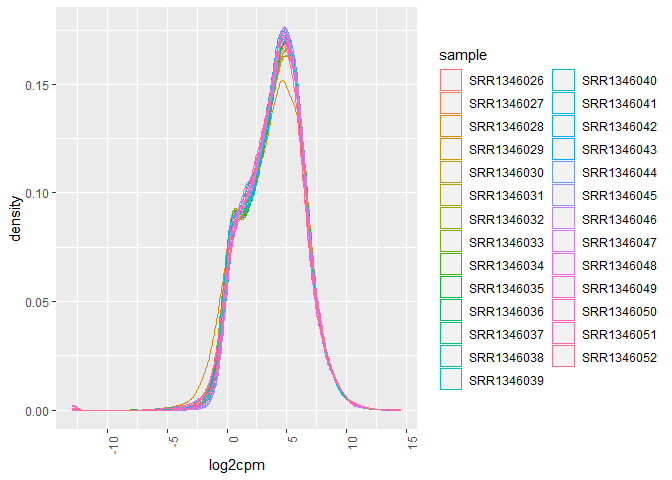 sample
SRR1346026 SRR1346040
SRR1346027 SRR1346041
SRR1346028 SRR1346042
SRR1346029 SRR1346043
SRR1346030 SRR1346044
SRR1346031 SRR1346045
SRR1346032 SRR1346046
SRR1346033 SRR1346047
SRR1346034 SRR1346048
SRR1346035 SRR1346049
SRR1346036 SRR1346050
SRR1346037 SRR1346051
SRR1346038 SRR1346052
SRR1346039
density
0.15
0.10
0.05
0.00
-10 -5 0 5 10 15
log2cpm